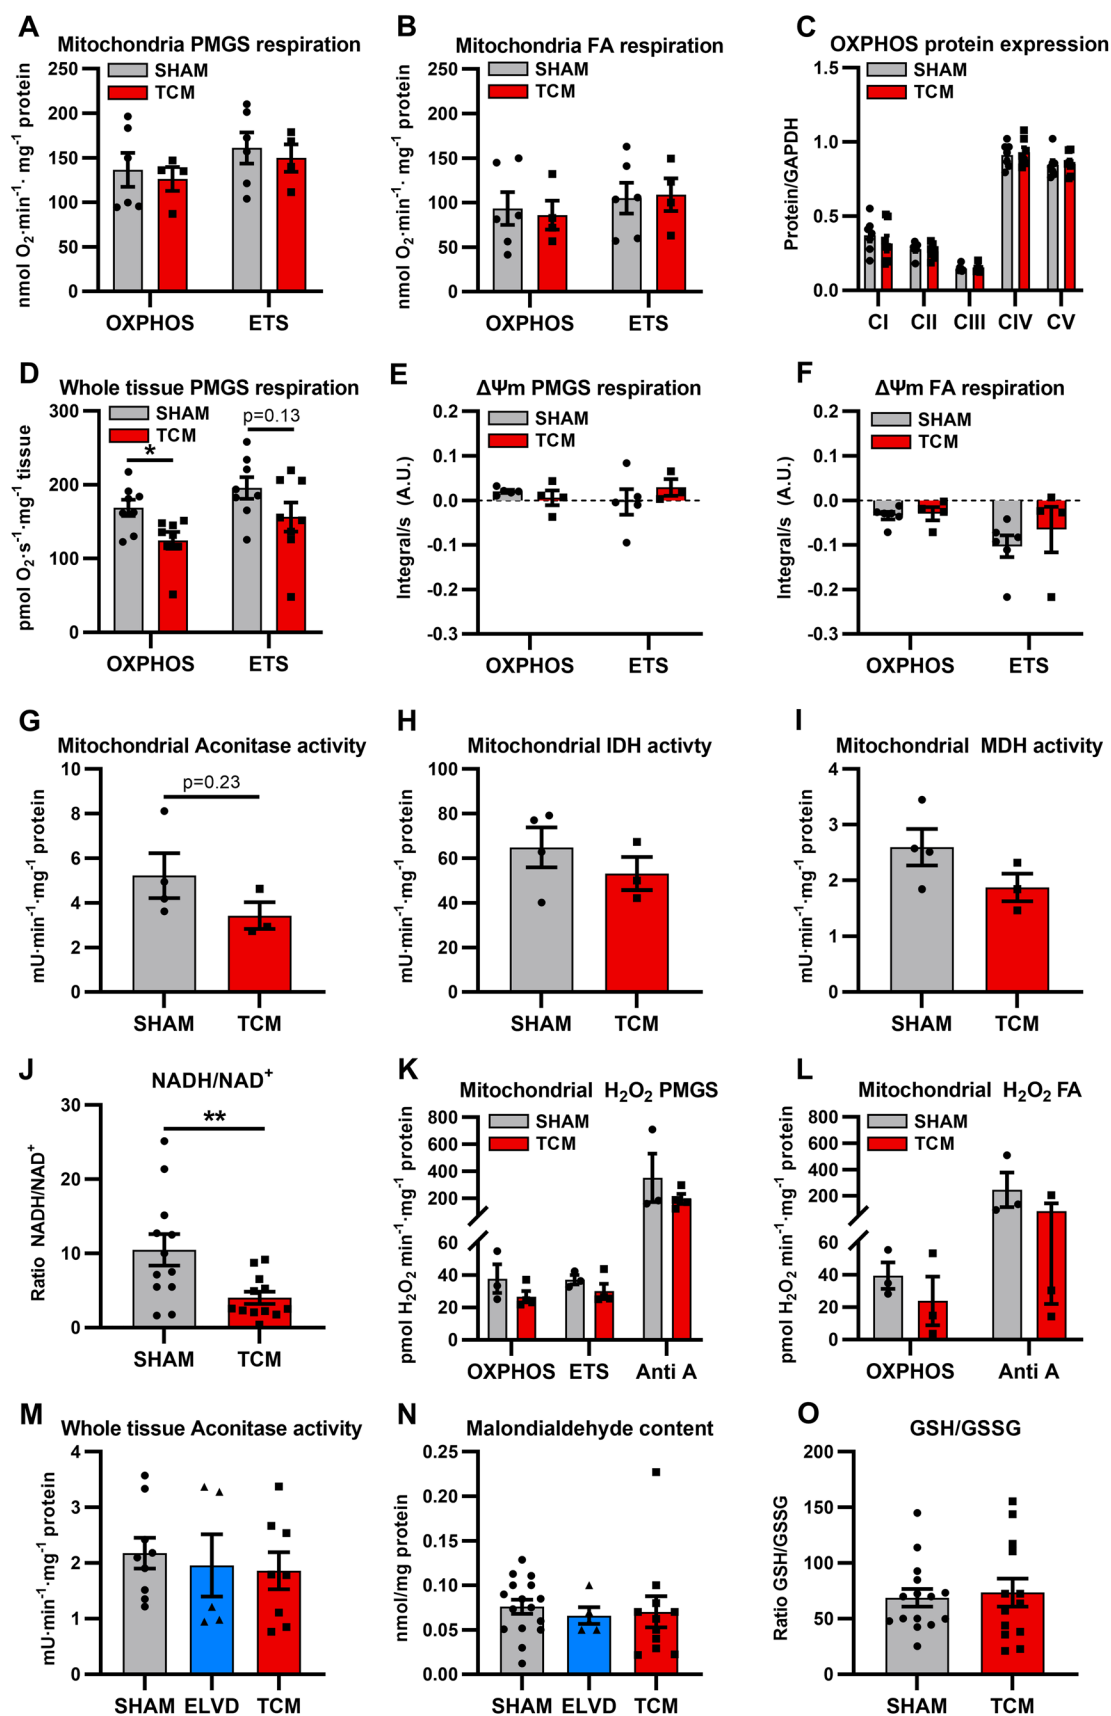 A
Mitochondria PMGS respiration
nmol O₂·min⁻¹· mg⁻¹ protein
250
200
150
100
50
0
SHAM
TCM
OXPHOS
ETS
B
Mitochondria FA respiration
nmol O₂·min⁻¹· mg⁻¹ protein
250
200
150
100
50
0
SHAM
TCM
OXPHOS
ETS
C
OXPHOS protein expression
Protein/GAPDH
1.5
1.0
0.5
0.0
SHAM
TCM
CI
CII
CIII
CIV
CV
D
Whole tissue PMGS respiration
pmol O₂·s⁻¹·mg⁻¹ tissue
300
200
100
0
SHAM
TCM
*
p=0.13
OXPHOS
ETS
E
ΔΨm PMGS respiration
Integral/s (A.U.)
0.2
0.1
0.0
-0.1
-0.2
-0.3
SHAM
TCM
OXPHOS
ETS
F
ΔΨm FA respiration
Integral/s (A.U.)
0.2
0.1
0.0
-0.1
-0.2
-0.3
SHAM
TCM
OXPHOS
ETS
G
Mitochondrial Aconitase activity
mU·min⁻¹·mg⁻¹ protein
10
8
6
4
2
0
p=0.23
SHAM
TCM
H
Mitochondrial IDH activty
mU·min⁻¹·mg⁻¹ protein
100
80
60
40
20
0
SHAM
TCM
I
Mitochondrial MDH activity
mU·min⁻¹·mg⁻¹ protein
4
3
2
1
0
SHAM
TCM
J
NADH/NAD⁺
Ratio NADH/NAD⁺
30
20
10
0
**
SHAM
TCM
K
Mitochondrial H₂O₂ PMGS
pmol H₂O₂ min⁻¹·mg⁻¹ protein
800
600
400
200
60
40
20
0
SHAM
TCM
OXPHOS
ETS
Anti A
L
Mitochondrial H₂O₂ FA
pmol H₂O₂ min⁻¹·mg⁻¹ protein
800
600
400
200
60
40
20
0
SHAM
TCM
OXPHOS
Anti A
M
Whole tissue Aconitase activity
mU·min⁻¹·mg⁻¹ protein
4
3
2
1
0
SHAM
ELVD
TCM
N
Malondialdehyde content
nmol/mg protein
0.25
0.20
0.15
0.10
0.05
0.00
SHAM
ELVD
TCM
O
GSH/GSSG
Ratio GSH/GSSG
200
150
100
50
0
SHAM
TCM